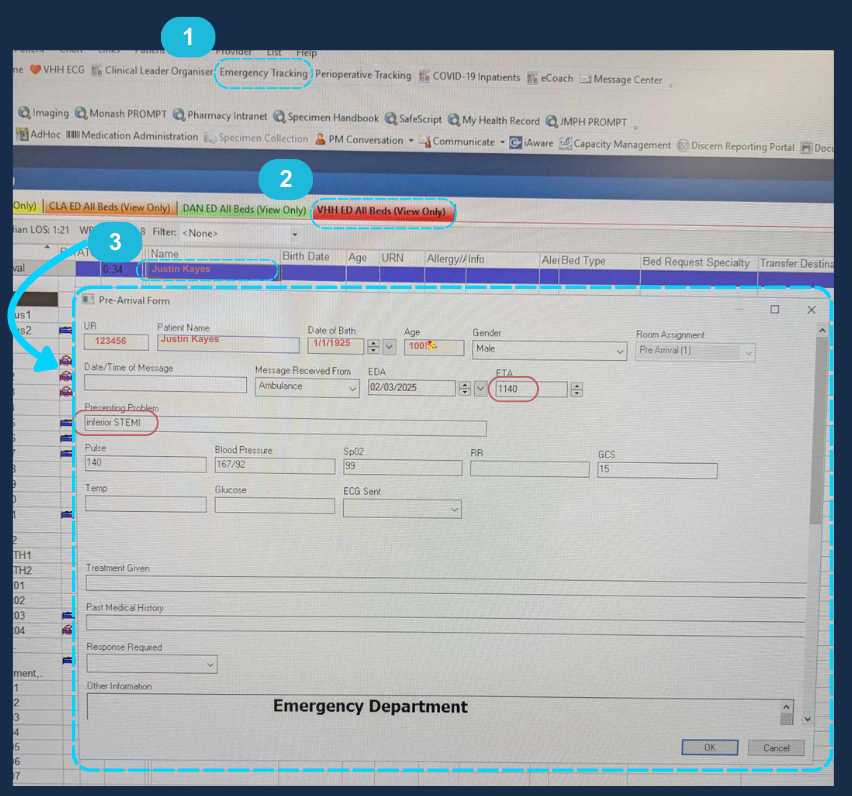 1
Chart Links Patient Provider List Help
me VHH ECG Clinical Leader Organiser Emergency Tracking Perioperative Tracking COVID-19 Inpatients eCoach Message Center
Imaging Monash PROMPT Pharmacy Intranet Specimen Handbook SafeScript My Health Record JMPH PROMPT
AdHoc Medication Administration Specimen Collection PM Conversation Communicate iAware Capacity Management Discern Reporting Portal Docu
2
Only) CLA ED All Beds (View Only) DAN ED All Beds (View Only) VHH ED All Beds (View Only)
dian LOS: 1:21 8 Filter: <None>
3
Name Birth Date Age URN Allergy/A Info Ale Bed Type Bed Request Specialty Transfer Destina
val 0:34 Justin Kayes
Pre-Arrival Form
us1
us2
UR Patient Name Date of Birth Age Gender Room Assignment
123456 Justin Kayes 1/1/1925 100! Male Pre Arrival (1)
Date/Time of Message Message Received From EDA ETA
Ambulance 02/03/2025 1140
Presenting Problem
inferior STEMI
Pulse Blood Pressure Sp02 RR GCS
140 167/92 99 15
Temp Glucose ECG Sent
TH1
TH2
Treatment Given
01
02
Past Medical History
03
04
Response Required
ment,
Other Information
1
2
Emergency Department
3
4
5
OK Cancel
6
7